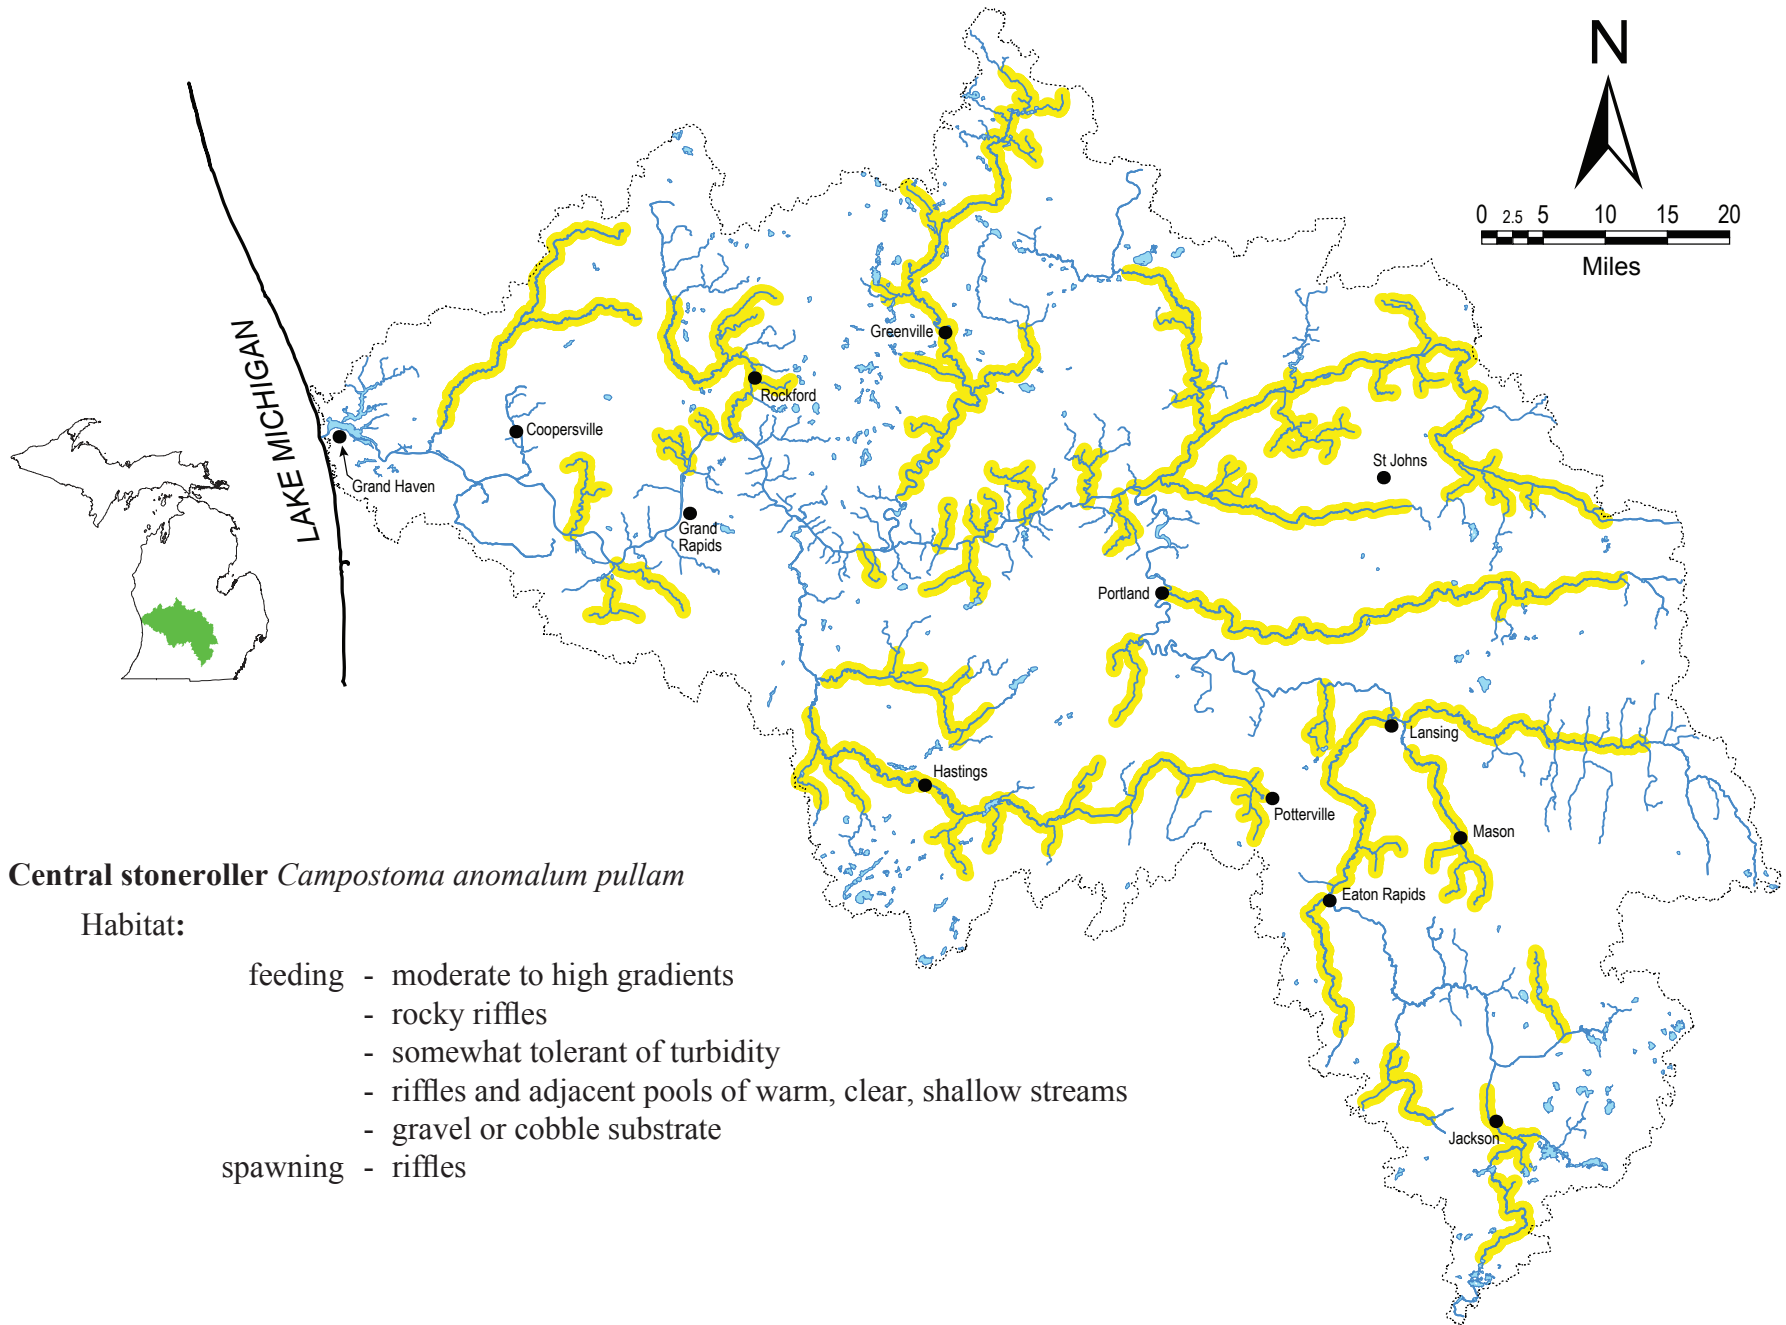 N
0 2.5 5 10 15 20
Miles
LAKE MICHIGAN
Greenville
Rockford
Coopersville
Grand Haven
St Johns
Grand
Rapids
Portland
Lansing
Hastings
Potterville
Mason
Eaton Rapids
Jackson
Central stoneroller Campostoma anomalum pullam
Habitat:
feeding - moderate to high gradients
- rocky riffles
- somewhat tolerant of turbidity
- riffles and adjacent pools of warm, clear, shallow streams
- gravel or cobble substrate
spawning - riffles